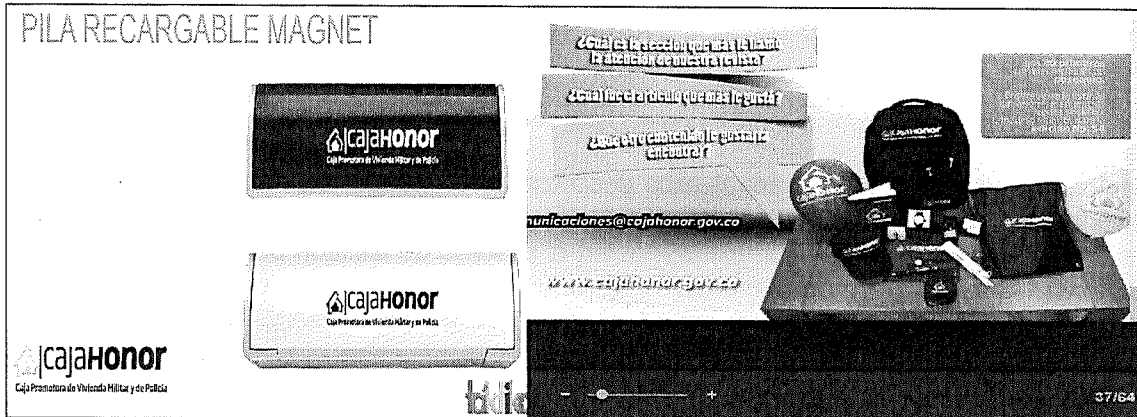 PILA RECARGABLE MAGNET
CAJAHONOR
Caja Promotora de Vivienda Militar y de Policía
CAJAHONOR
Caja Promotora de Vivienda Militar y de Policía
CAJAHONOR
Caja Promotora de Vivienda Militar y de Policía
¿Cuál es la sección que más le llamó
la atención de nuestra revista?
¿Cuál fue el artículo que más le gustó?
¿Qué otro contenido le gustaría
encontrar?
municaciones@cajahonor.gov.co
www.cajahonor.gov.co
CAJAHONOR
37/64